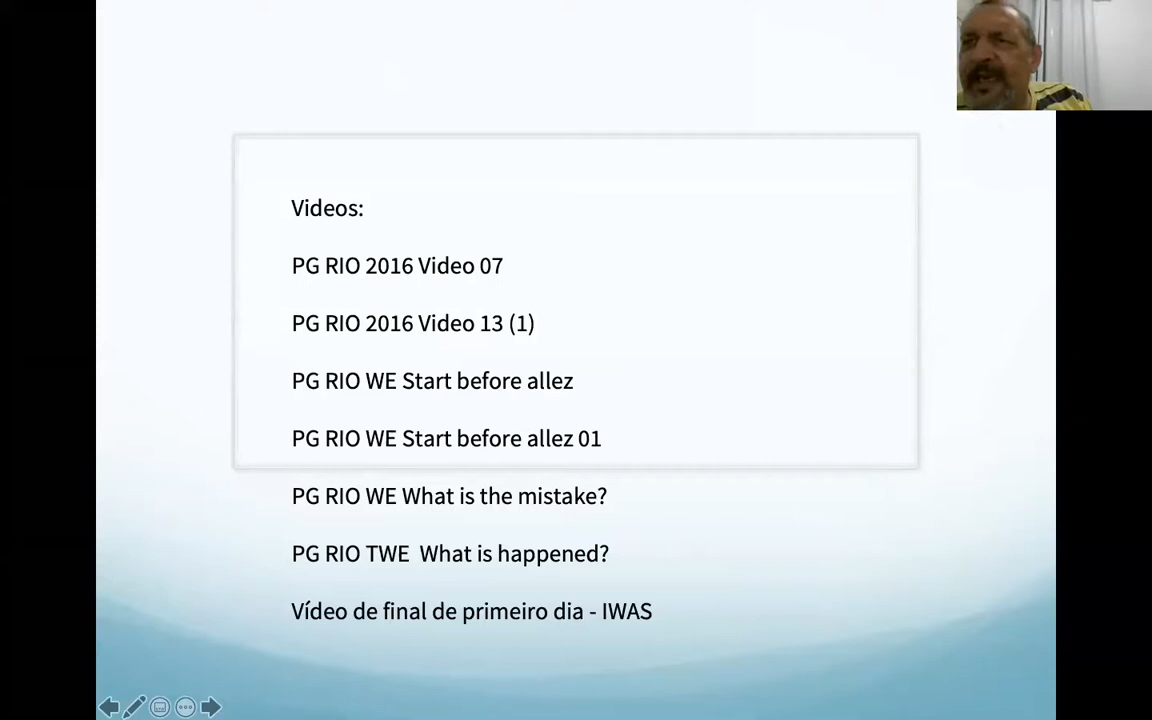 Videos:
PG RIO 2016 Video 07
PG RIO 2016 Video 13 (1)
PG RIO WE Start before allez
PG RIO WE Start before allez 01
PG RIO WE What is the mistake?
PG RIO TWE  What is happened?
Vídeo de final de primeiro dia - IWAS